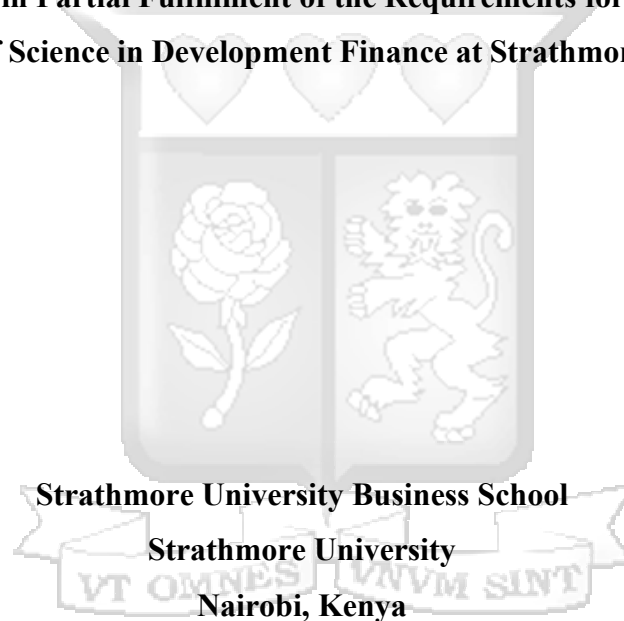 in Partial Fulfillment of the Requirements for
f Science in Development Finance at Strathmor
Strathmore University Business School
Strathmore University
VT OMNES VNVM SINT
Nairobi, Kenya